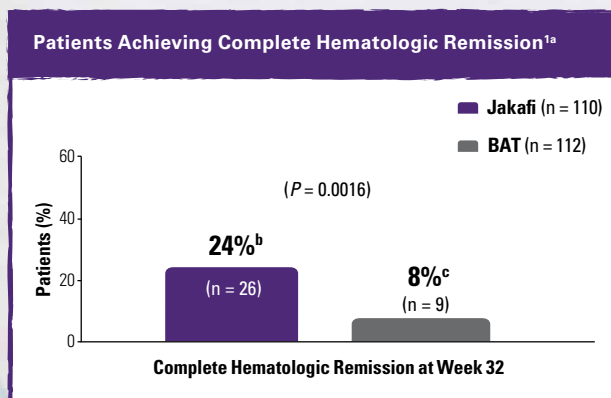 Patients Achieving Complete Hematologic Remission¹ᵃ
Jakafi (n = 110)
BAT (n = 112)
60
(P = 0.0016)
40
Patients (%)
24%ᵇ
(n = 26)
8%ᶜ
(n = 9)
20
0
Complete Hematologic Remission at Week 32